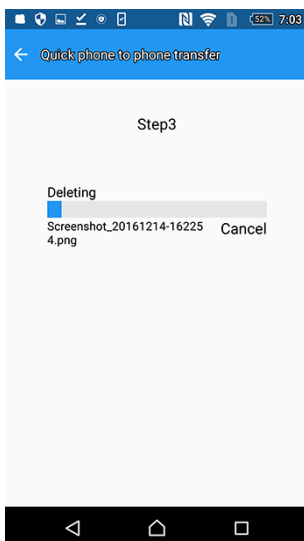 52% 7:03
Quick phone to phone transfer
Step3
Deleting
Screenshot_20161214-16225
4.png
Cancel